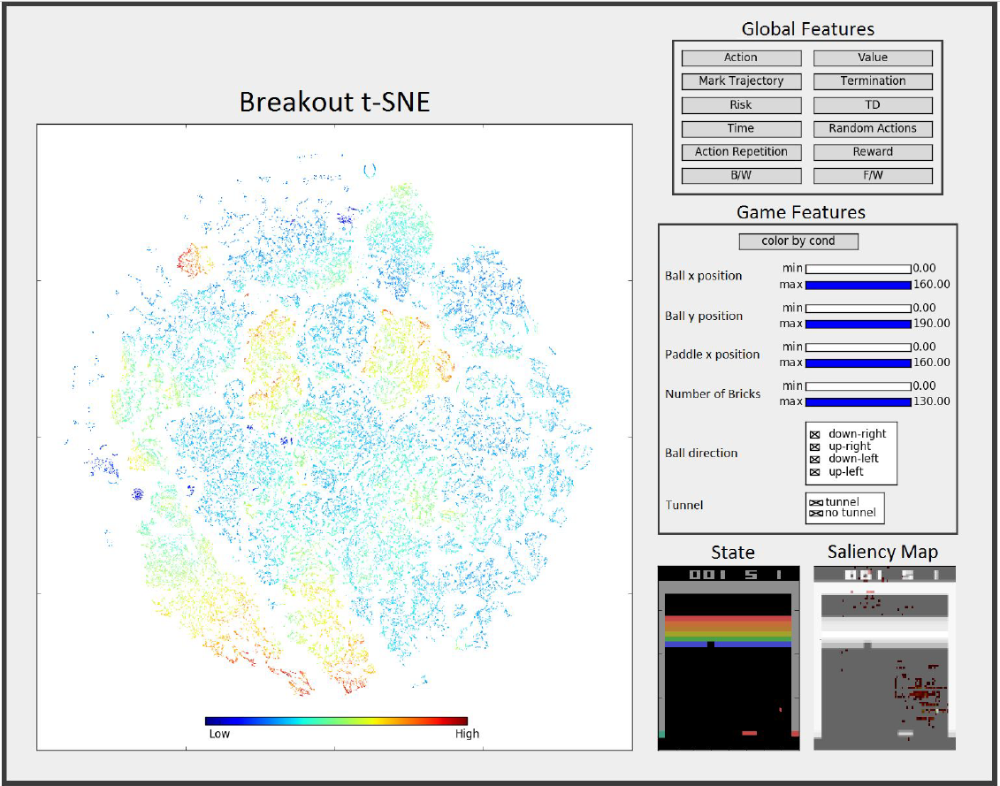 Breakout t-SNE
Low
High
Global Features
Action
Value
Mark Trajectory
Termination
Risk
TD
Time
Random Actions
Action Repetition
Reward
B/W
F/W
Game Features
color by cond
Ball x position
min 0.00
max 160.00
Ball y position
min 0.00
max 190.00
Paddle x position
min 0.00
max 160.00
Number of Bricks
min 0.00
max 130.00
Ball direction
down-right
up-right
down-left
up-left
Tunnel
tunnel
no tunnel
State
001 5 1
Saliency Map